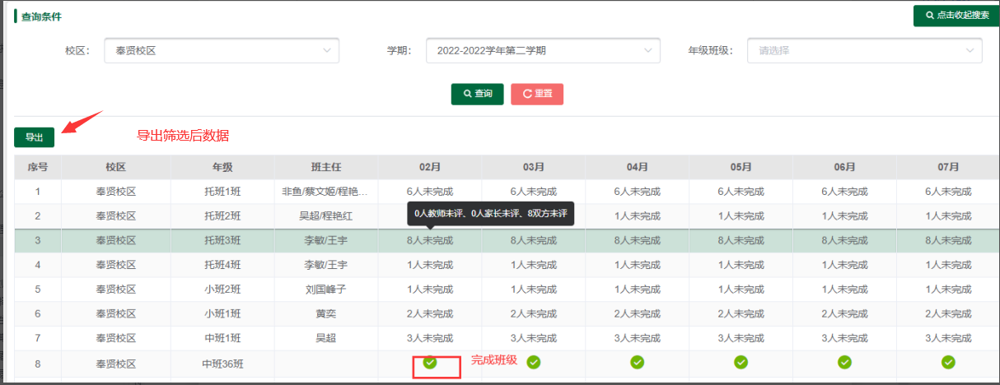 查询条件
点击收起搜索
校区： 奉贤校区 学期： 2022-2022学年第二学期 年级班级： 请选择
查询 重置
导出 导出筛选后数据
序号 校区 年级 班主任 02月 03月 04月 05月 06月 07月
1 奉贤校区 托班1班 非鱼/蔡文姬/程艳... 6人未完成 6人未完成 6人未完成 6人未完成 6人未完成 6人未完成
0人教师未评、0人家长未评、8双方未评
2 奉贤校区 托班2班 吴超/程艳红 1人未完成 1人未完成 1人未完成 1人未完成
3 奉贤校区 托班3班 李敏/王宇 8人未完成 8人未完成 8人未完成 8人未完成 8人未完成 8人未完成
4 奉贤校区 托班4班 李敏/王宇 1人未完成 1人未完成 1人未完成 1人未完成 1人未完成 1人未完成
5 奉贤校区 小班2班 刘国峰子 1人未完成 1人未完成 1人未完成 1人未完成 1人未完成 1人未完成
6 奉贤校区 小班1班 黄奕 2人未完成 2人未完成 2人未完成 2人未完成 2人未完成 2人未完成
7 奉贤校区 中班1班 吴超 3人未完成 3人未完成 3人未完成 3人未完成 3人未完成 3人未完成
8 奉贤校区 中班36班 完成班级